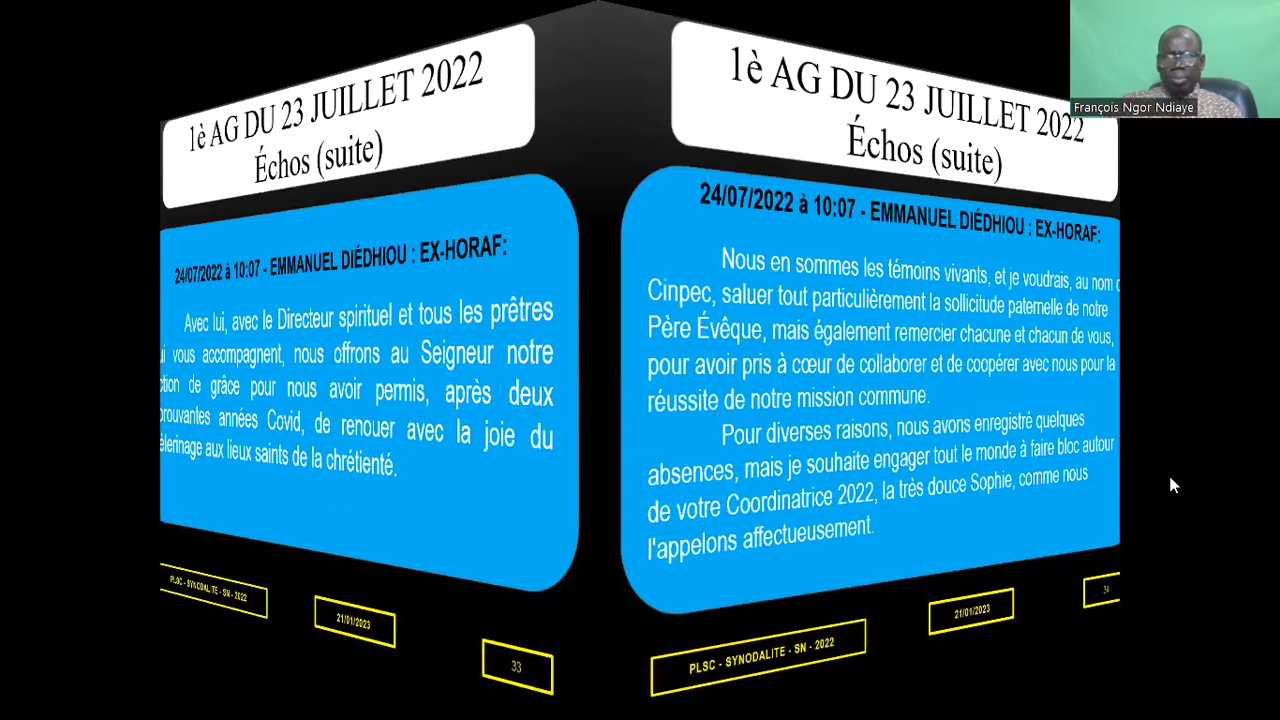 1è AG DU 23 JUILLET 2022
Échos (suite)
24/07/2022 à 10:07 - EMMANUEL DIÉDHIOU : EX-HORAF:
Avec lui, avec le Directeur spirituel et tous les prêtres
vous accompagnent, nous offrons au Seigneur notre
de grâce pour nous avoir permis, après deux
années Covid, de renouer avec la joie du
aux lieux saints de la chrétienté.
PLSC - SYNODALITE - SN - 2022
21/01/2023
33
1è AG DU 23 JUILLET 2022
Échos (suite)
24/07/2022 à 10:07 - EMMANUEL DIÉDHIOU : EX-HORAF:
Nous en sommes les témoins vivants, et je voudrais, au nom
Cinpec, saluer tout particulièrement la sollicitude paternelle de notre
Père Évêque, mais également remercier chacune et chacun de vous,
pour avoir pris à cœur de collaborer et de coopérer avec nous pour la
réussite de notre mission commune.
Pour diverses raisons, nous avons enregistré quelques
absences, mais je souhaite engager tout le monde à faire bloc autour
de votre Coordinatrice 2022, la très douce Sophie, comme nous
l'appelons affectueusement.
PLSC - SYNODALITE - SN - 2022
21/01/2023
34
François Ngor Ndiaye